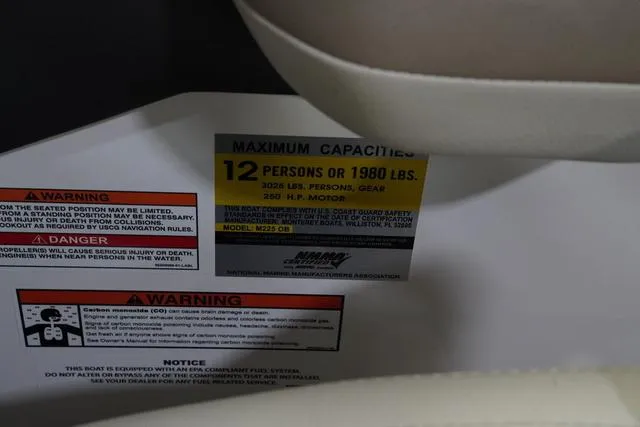 MAXIMUM CAPACITIES
12 PERSONS OR 1980 LBS.
3026 LBS. PERSONS, GEAR
250 H.P. MOTOR
THIS BOAT COMPLIES WITH U.S. COAST GUARD SAFETY
STANDARDS IN EFFECT ON THE DATE OF CERTIFICATION
MANUFACTURER: MONTEREY BOATS, WILLISTON, FL 32696
MODEL: M225 OB
NMMA
CERTIFIED
NATIONAL MARINE MANUFACTURERS ASSOCIATION
WARNING
OM THE SEATED POSITION MAY BE LIMITED.
FROM A STANDING POSITION MAY BE NECESSARY.
US INJURY OR DEATH FROM COLLISIONS.
OOKOUT AS REQUIRED BY USCG NAVIGATION RULES.
DANGER
ROPELLER(S) WILL CAUSE SERIOUS INJURY OR DEATH.
NGINE(S) WHEN NEAR PERSONS IN THE WATER.
WARNING
Carbon monoxide (CO) can cause brain damage or death.
Engine and generator exhaust contains odorless and colorless carbon monoxide gas.
Signs of carbon monoxide poisoning include nausea, headache, dizziness, drowsiness
and lack of consciousness.
Get fresh air if anyone shows signs of carbon monoxide poisoning.
See Owner's Manual for information regarding carbon monoxide poisoning.
NOTICE
THIS BOAT IS EQUIPPED WITH AN EPA COMPLIANT FUEL SYSTEM.
DO NOT ALTER OR BYPASS ANY OF THE COMPONENTS THAT ARE INSTALLED.
SEE YOUR DEALER FOR ANY FUEL RELATED SERVICE.